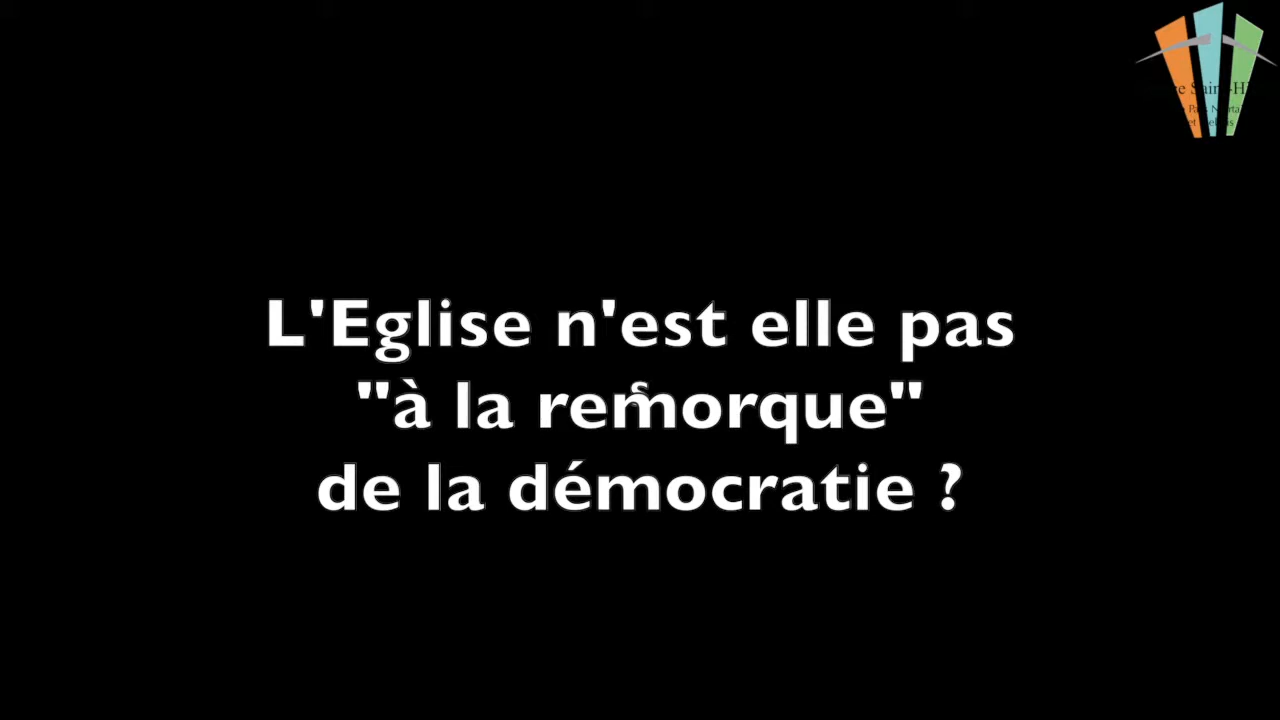 L'Eglise n'est elle pas
"à la remorque"
de la démocratie ?